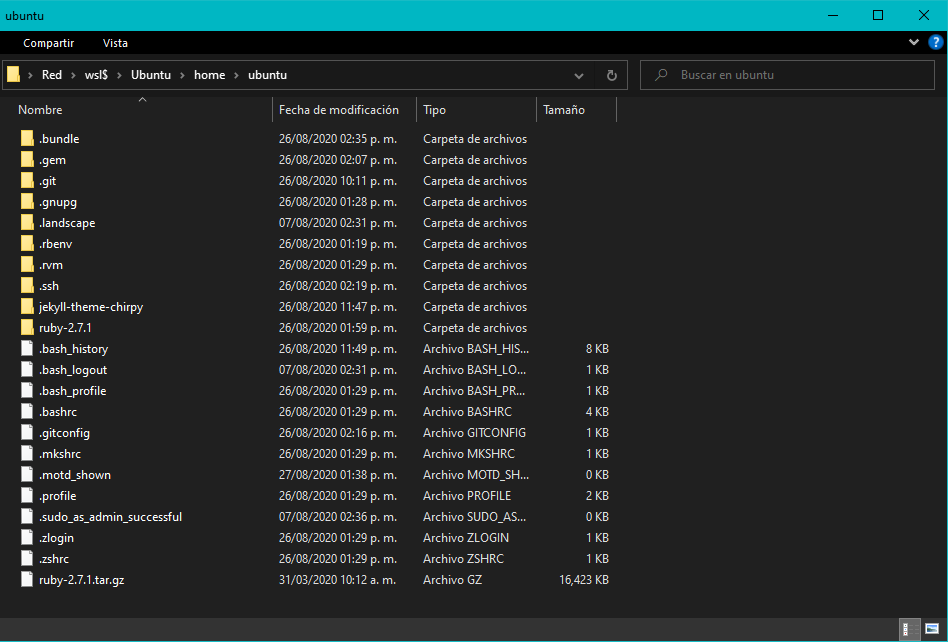 ubuntu
Compartir Vista
Red wsl$ Ubuntu home ubuntu Buscar en ubuntu
Nombre Fecha de modificación Tipo Tamaño
.bundle 26/08/2020 02:35 p. m. Carpeta de archivos
.gem 26/08/2020 02:07 p. m. Carpeta de archivos
.git 26/08/2020 10:11 p. m. Carpeta de archivos
.gnupg 26/08/2020 01:28 p. m. Carpeta de archivos
.landscape 07/08/2020 02:31 p. m. Carpeta de archivos
.rbenv 26/08/2020 01:19 p. m. Carpeta de archivos
.rvm 26/08/2020 01:29 p. m. Carpeta de archivos
.ssh 26/08/2020 02:19 p. m. Carpeta de archivos
jekyll-theme-chirpy 26/08/2020 11:47 p. m. Carpeta de archivos
ruby-2.7.1 26/08/2020 01:59 p. m. Carpeta de archivos
.bash_history 26/08/2020 11:49 p. m. Archivo BASH_HIS... 8 KB
.bash_logout 07/08/2020 02:31 p. m. Archivo BASH_LO... 1 KB
.bash_profile 26/08/2020 01:29 p. m. Archivo BASH_PR... 1 KB
.bashrc 26/08/2020 01:29 p. m. Archivo BASHRC 4 KB
.gitconfig 26/08/2020 02:16 p. m. Archivo GITCONFIG 1 KB
.mkshrc 26/08/2020 01:29 p. m. Archivo MKSHRC 1 KB
.motd_shown 27/08/2020 01:38 p. m. Archivo MOTD_SH... 0 KB
.profile 26/08/2020 01:29 p. m. Archivo PROFILE 2 KB
.sudo_as_admin_successful 07/08/2020 02:36 p. m. Archivo SUDO_AS... 0 KB
.zlogin 26/08/2020 01:29 p. m. Archivo ZLOGIN 1 KB
.zshrc 26/08/2020 01:29 p. m. Archivo ZSHRC 1 KB
ruby-2.7.1.tar.gz 31/03/2020 10:12 a. m. Archivo GZ 16,423 KB